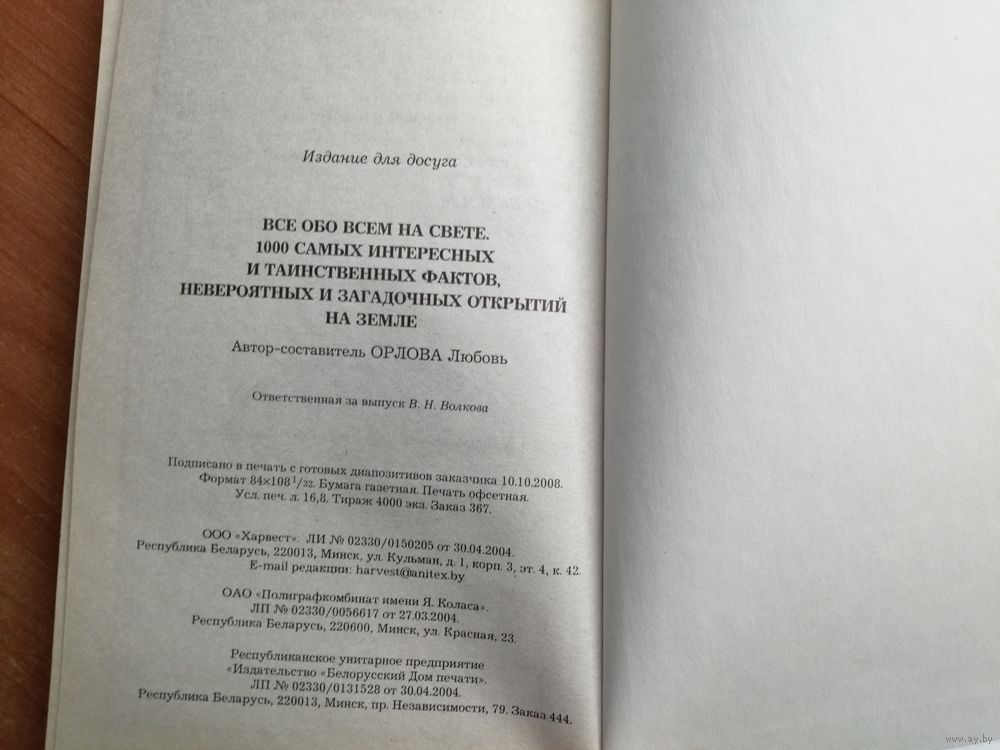 Издание для досуга
ВСЕ ОБО ВСЕМ НА СВЕТЕ.
1000 САМЫХ ИНТЕРЕСНЫХ
И ТАИНСТВЕННЫХ ФАКТОВ,
НЕВЕРОЯТНЫХ И ЗАГАДОЧНЫХ ОТКРЫТИЙ
НА ЗЕМЛЕ
Автор-составитель ОРЛОВА Любовь
Ответственная за выпуск В. Н. Волкова
Подписано в печать с готовых диапозитивов заказчика 10.10.2008.
Формат 84×108 1/32. Бумага газетная. Печать офсетная.
Усл. печ. л. 16,8. Тираж 4000 экз. Заказ 367.
ООО «Харвест». ЛИ № 02330/0150205 от 30.04.2004.
Республика Беларусь, 220013, Минск, ул. Кульман, д. 1, корп. 3, эт. 4, к. 42.
E-mail редакции: harvest@anitex.by
ОАО «Полиграфкомбинат имени Я. Коласа».
ЛП № 02330/0056617 от 27.03.2004.
Республика Беларусь, 220600, Минск, ул. Красная, 23.
Республиканское унитарное предприятие
«Издательство «Белорусский Дом печати».
ЛП № 02330/0131528 от 30.04.2004.
Республика Беларусь, 220013, Минск, пр. Независимости, 79. Заказ 444.
www.ay.by